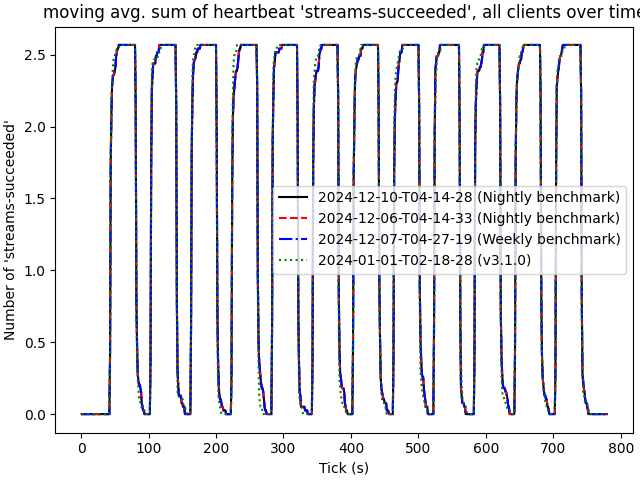 moving avg. sum of heartbeat 'streams-succeeded', all clients over time
2.5
2.0
1.5
1.0
0.5
0.0
Number of 'streams-succeeded'
2024-12-10-T04-14-28 (Nightly benchmark)
2024-12-06-T04-14-33 (Nightly benchmark)
2024-12-07-T04-27-19 (Weekly benchmark)
2024-01-01-T02-18-28 (v3.1.0)
0 100 200 300 400 500 600 700 800
Tick (s)